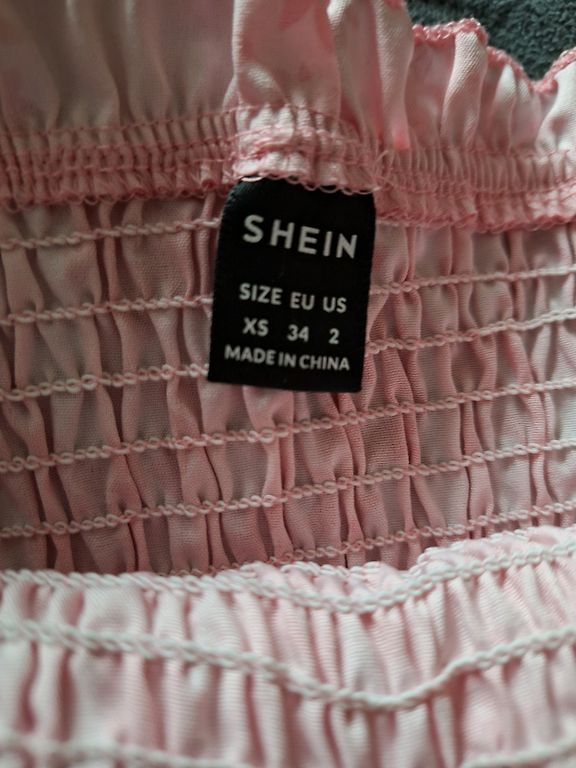 SHEIN
SIZE EU US
XS 34 2
MADE IN CHINA